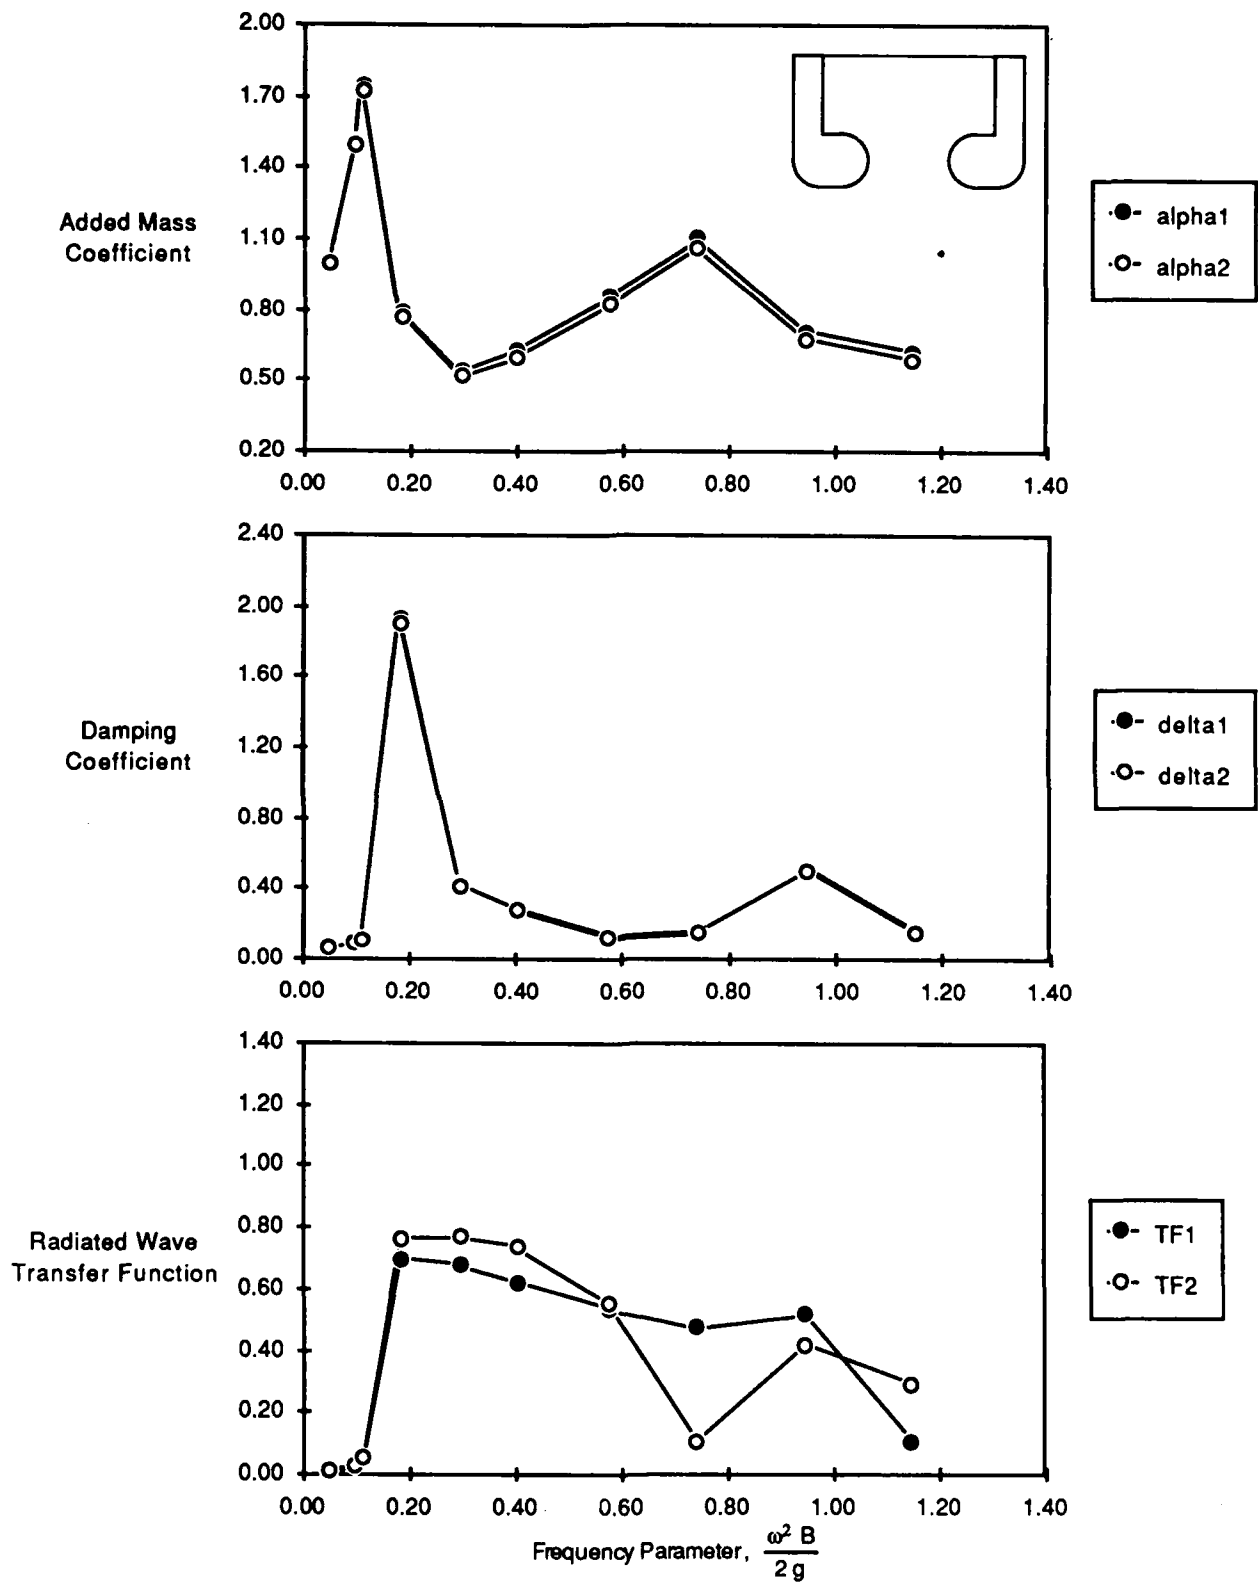 2.00
1.70
1.40
1.10
0.80
0.50
0.20
Added Mass
Coefficient
0.00 0.20 0.40 0.60 0.80 1.00 1.20 1.40
alpha1
alpha2
2.40
2.00
1.60
1.20
0.80
0.40
0.00
Damping
Coefficient
0.00 0.20 0.40 0.60 0.80 1.00 1.20 1.40
delta1
delta2
1.40
1.20
1.00
0.80
0.60
0.40
0.20
0.00
Radiated Wave
Transfer Function
0.00 0.20 0.40 0.60 0.80 1.00 1.20 1.40
TF1
TF2
Frequency Parameter, ω² B
2 g